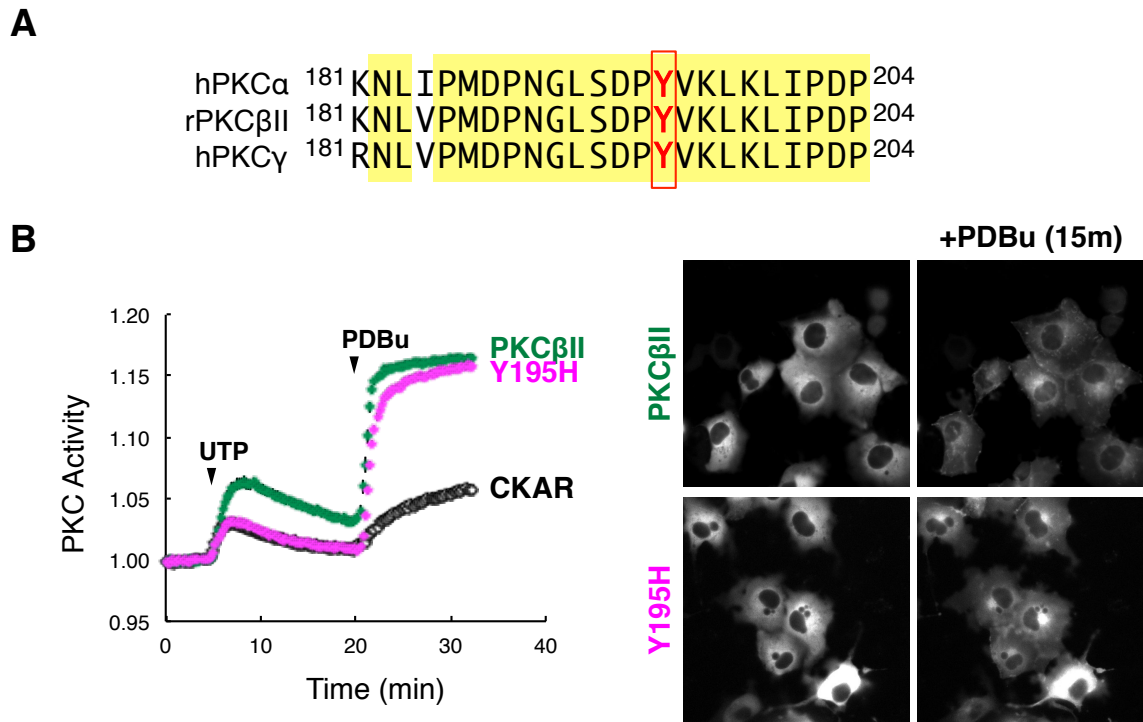 A
hPKCα 181 KNLIPMDPNGLSDPYVKLKLIPDP 204
rPKCβII 181 KNLVPMDPNGLSDPYVKLKLIPDP 204
hPKCγ 181 RNLVPMDPNGLSDPYVKLKLIPDP 204
B
+PDBu (15m)
1.20
1.15
1.10
1.05
1.00
0.95
PKC Activity
UTP
PDBu
PKCβII
Y195H
CKAR
0 10 20 30 40
Time (min)
PKCβII
Y195H